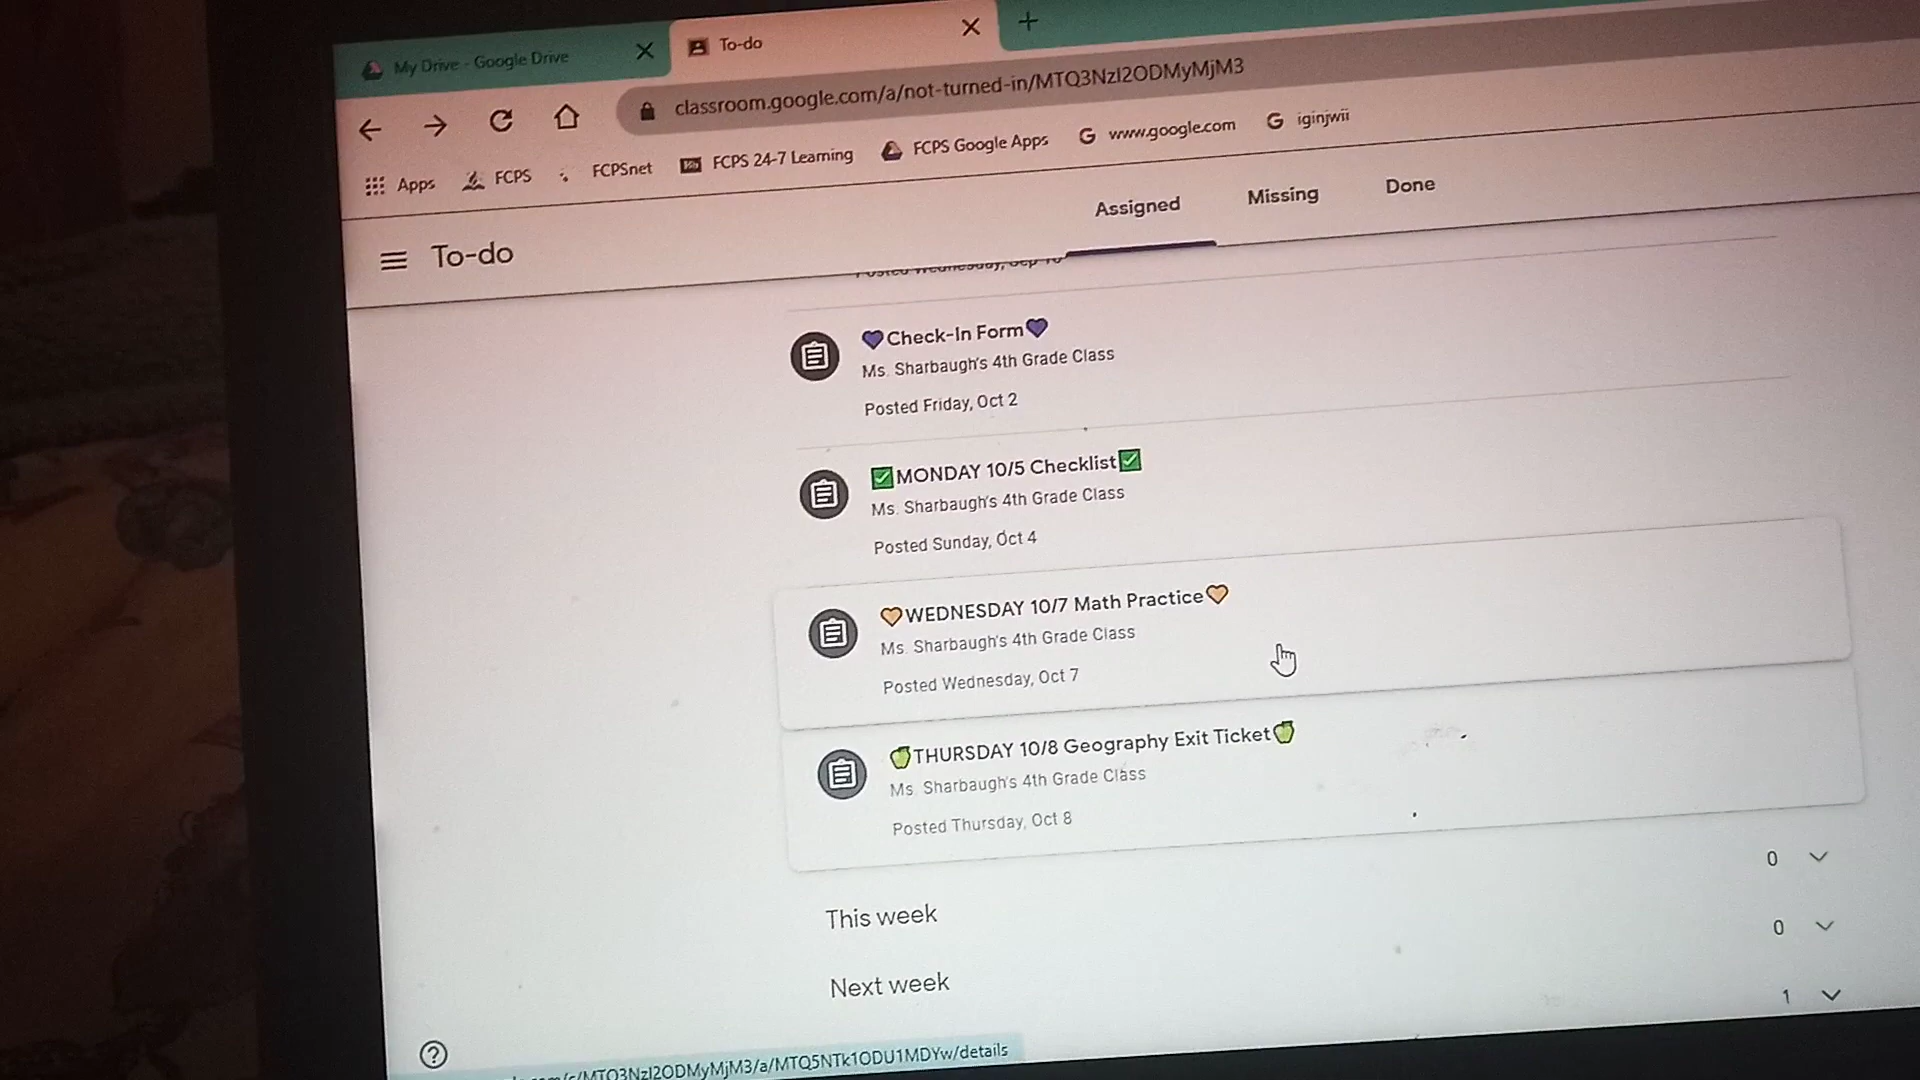 My Drive - Google Drive
To-do
classroom.google.com/a/not-turned-in/MTQ3NzI2ODMyMjM3
Apps FCPS FCPSnet FCPS 24-7 Learning FCPS Google Apps www.google.com iginjwii
To-do
Assigned Missing Done
Posted Wednesday, Sep 16
💜Check-In Form💜
Ms. Sharbaugh's 4th Grade Class
Posted Friday, Oct 2
✅MONDAY 10/5 Checklist✅
Ms. Sharbaugh's 4th Grade Class
Posted Sunday, Oct 4
🧡WEDNESDAY 10/7 Math Practice🧡
Ms. Sharbaugh's 4th Grade Class
Posted Wednesday, Oct 7
🍏THURSDAY 10/8 Geography Exit Ticket🍏
Ms. Sharbaugh's 4th Grade Class
Posted Thursday, Oct 8
This week 0
Next week 0
1
MTQ3NzI2ODMyMjM3/a/MTQ5NTk1ODU1MDYw/details